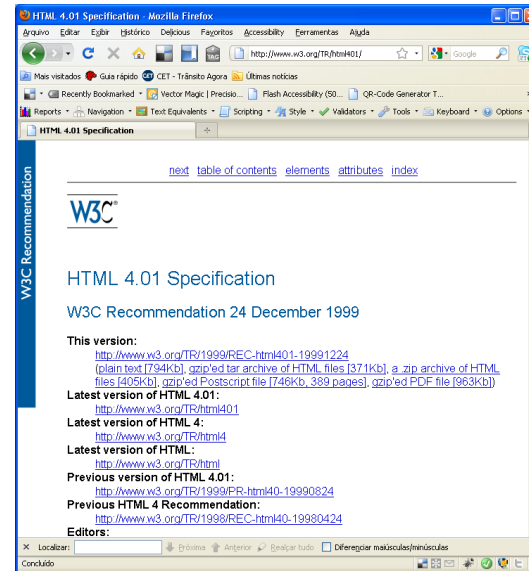 HTML 4.01 Specification - Mozilla Firefox
Arquivo Editar Exibir Histórico Delicious Favoritos Accessibility Ferramentas Ajuda
http://www.w3.org/TR/html401/ Google
Mais visitados Guia rápido CET - Trânsito Agora Últimas notícias
Recently Bookmarked Vector Magic | Precisio... Flash Accessibility (SO... QR-Code Generator T...
Reports Navigation Text Equivalents Scripting Style Validators Tools Keyboard Options
HTML 4.01 Specification
next table of contents elements attributes index
W3C Recommendation
W3C®
HTML 4.01 Specification
W3C Recommendation 24 December 1999
This version:
http://www.w3.org/TR/1999/REC-html401-19991224
(plain text [794Kb], gzip'ed tar archive of HTML files [371Kb], a .zip archive of HTML
files [405Kb], gzip'ed Postscript file [746Kb, 389 pages], gzip'ed PDF file [963Kb])
Latest version of HTML 4.01:
http://www.w3.org/TR/html401
Latest version of HTML 4:
http://www.w3.org/TR/html4
Latest version of HTML:
http://www.w3.org/TR/html
Previous version of HTML 4.01:
http://www.w3.org/TR/1999/PR-html40-19990824
Previous HTML 4 Recommendation:
http://www.w3.org/TR/1998/REC-html40-19980424
Editors:
Localizar: Próxima Anterior Realçar tudo Diferenciar maiúsculas/minúsculas
Concluído